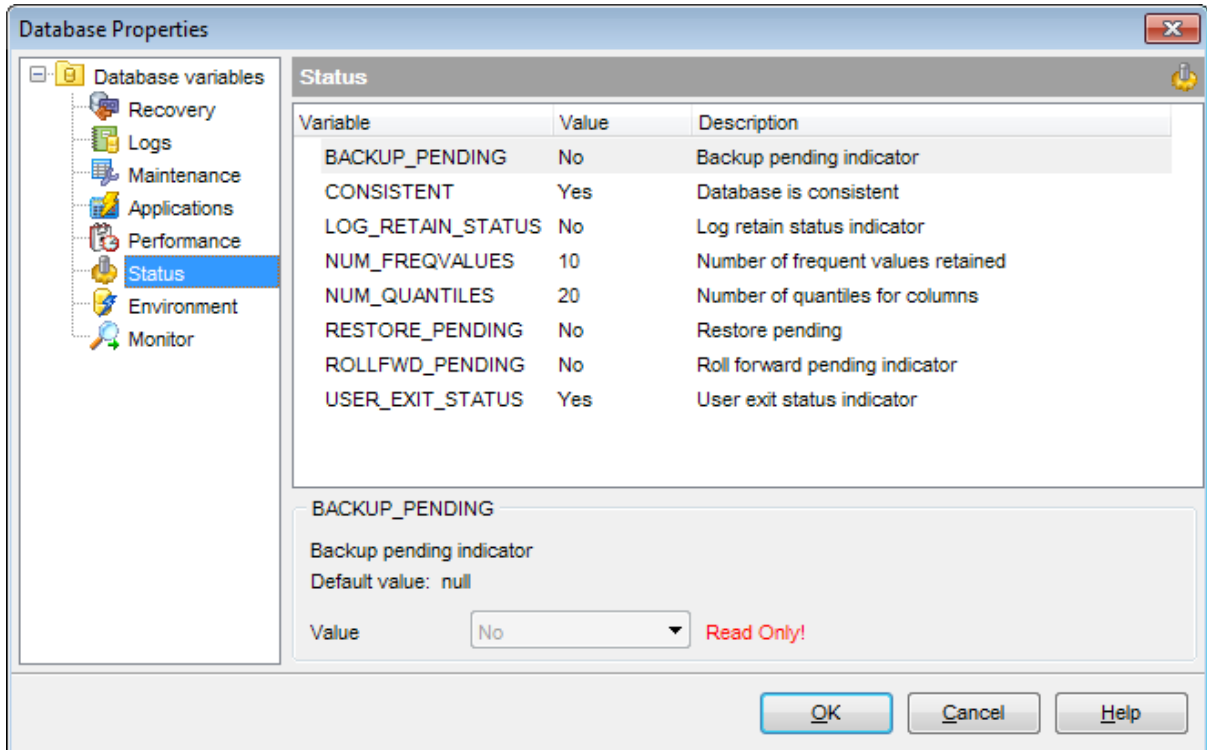 Database Properties
Database variables
Recovery
Logs
Maintenance
Applications
Performance
Status
Environment
Monitor
Status
Variable Value Description
BACKUP_PENDING No Backup pending indicator
CONSISTENT Yes Database is consistent
LOG_RETAIN_STATUS No Log retain status indicator
NUM_FREQVALUES 10 Number of frequent values retained
NUM_QUANTILES 20 Number of quantiles for columns
RESTORE_PENDING No Restore pending
ROLLFWD_PENDING No Roll forward pending indicator
USER_EXIT_STATUS Yes User exit status indicator
BACKUP_PENDING
Backup pending indicator
Default value: null
Value No Read Only!
OK Cancel Help